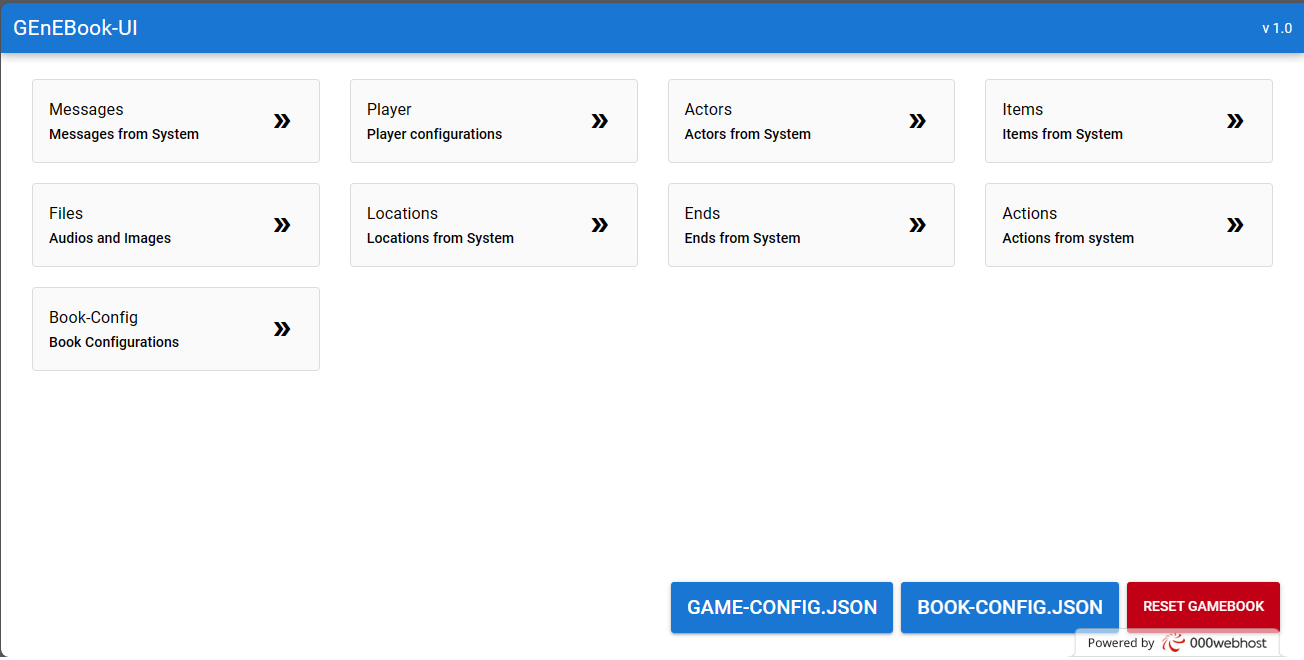 GEnEBook-UI
v 1.0
Messages
Messages from System
Player
Player configurations
Actors
Actors from System
Items
Items from System
Files
Audios and Images
Locations
Locations from System
Ends
Ends from System
Actions
Actions from system
Book-Config
Book Configurations
GAME-CONFIG.JSON
BOOK-CONFIG.JSON
RESET GAMEBOOK
Powered by 000webhost